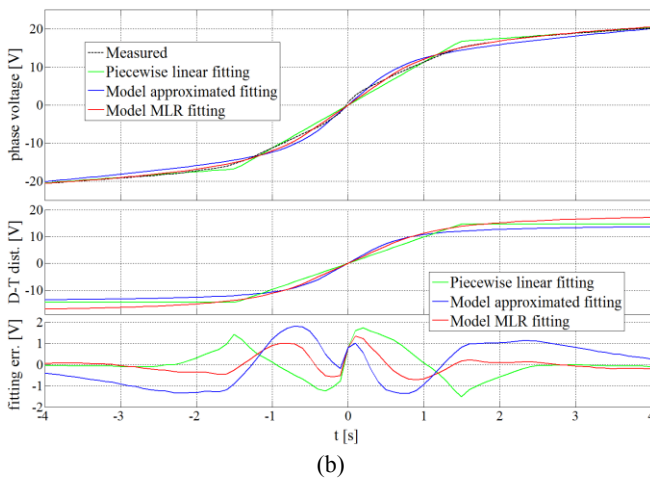 20
10
0
-10
-20
phase voltage [V]
Measured
Piecewise linear fitting
Model approximated fitting
Model MLR fitting
20
10
0
-10
D-T dist. [V]
Piecewise linear fitting
Model approximated fitting
Model MLR fitting
2
1
0
-1
2
fitting err. [V]
-4 -3 -2 -1 0 1 2 3 4
t [s]
(b)